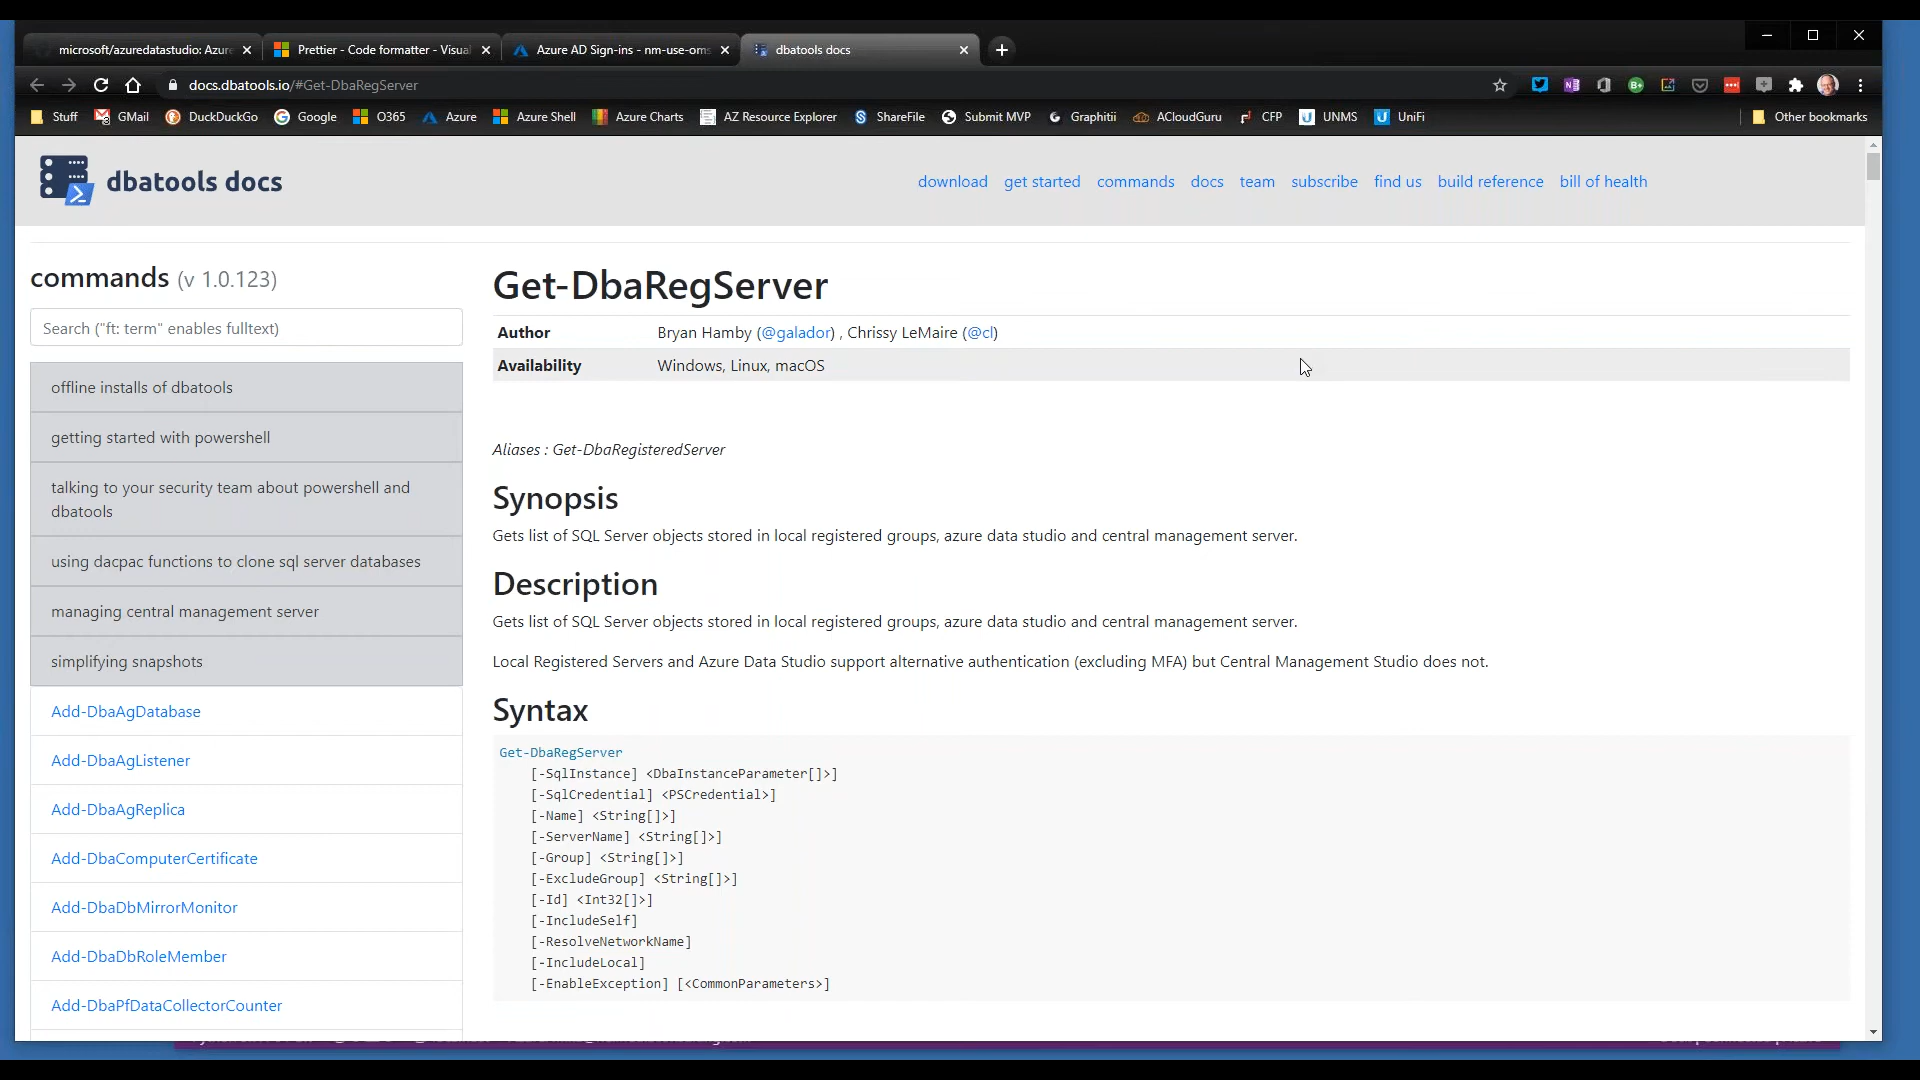 microsoft/azuredatastudio: Azure
Prettier - Code formatter - Visual
Azure AD Sign-ins - nm-use-oms
dbatools docs
docs.dbatools.io/#Get-DbaRegServer
Stuff
GMail
DuckDuckGo
Google
O365
Azure
Azure Shell
Azure Charts
AZ Resource Explorer
ShareFile
Submit MVP
Graphitii
ACloudGuru
CFP
UNMS
UniFi
Other bookmarks
dbatools docs
download
get started
commands
docs
team
subscribe
find us
build reference
bill of health
commands (v 1.0.123)
Search ("ft: term" enables fulltext)
offline installs of dbatools
getting started with powershell
talking to your security team about powershell and
dbatools
using dacpac functions to clone sql server databases
managing central management server
simplifying snapshots
Add-DbaAgDatabase
Add-DbaAgListener
Add-DbaAgReplica
Add-DbaComputerCertificate
Add-DbaDbMirrorMonitor
Add-DbaDbRoleMember
Add-DbaPfDataCollectorCounter
Get-DbaRegServer
Author Bryan Hamby (@galador) , Chrissy LeMaire (@cl)
Availability Windows, Linux, macOS
Aliases : Get-DbaRegisteredServer
Synopsis
Gets list of SQL Server objects stored in local registered groups, azure data studio and central management server.
Description
Gets list of SQL Server objects stored in local registered groups, azure data studio and central management server.
Local Registered Servers and Azure Data Studio support alternative authentication (excluding MFA) but Central Management Studio does not.
Syntax
Get-DbaRegServer
[-SqlInstance] <DbaInstanceParameter[]>]
[-SqlCredential] <PSCredential>]
[-Name] <String[]>]
[-ServerName] <String[]>]
[-Group] <String[]>]
[-ExcludeGroup] <String[]>]
[-Id] <Int32[]>]
[-IncludeSelf]
[-ResolveNetworkName]
[-IncludeLocal]
[-EnableException] [<CommonParameters>]